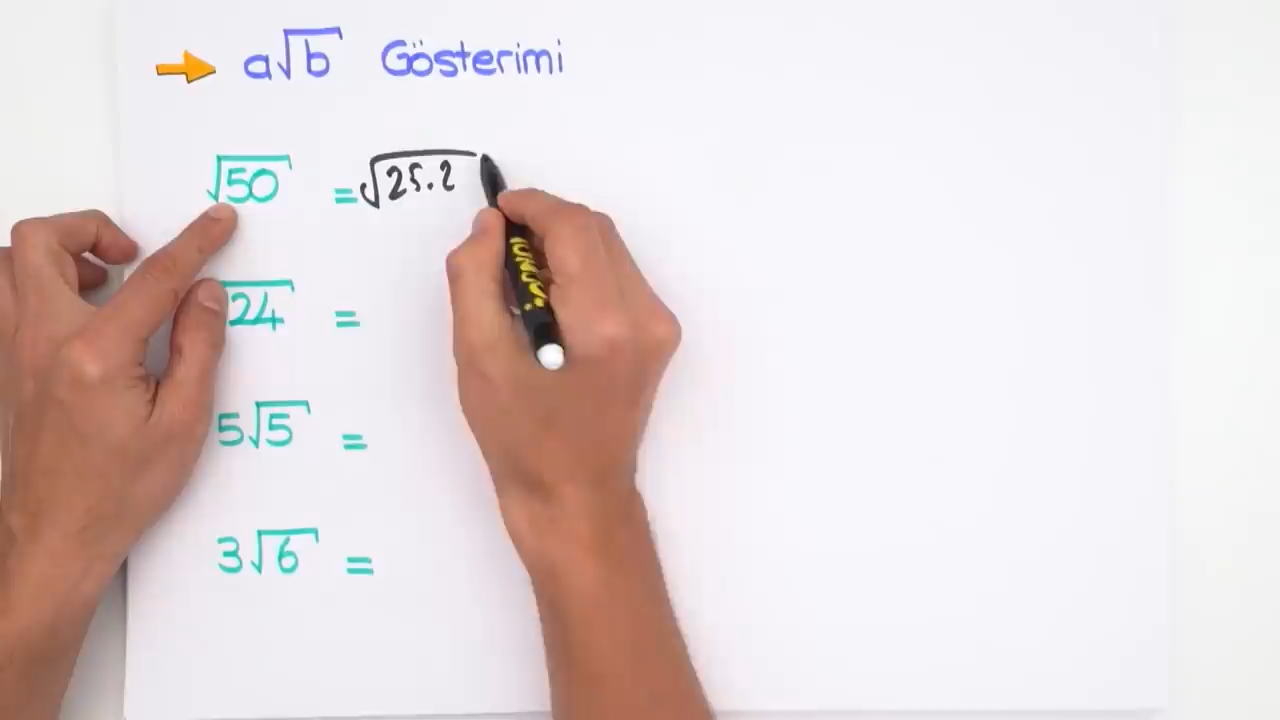 a√b Gösterimi
√50 = √25.2
√24 =
5√5 =
3√6 =